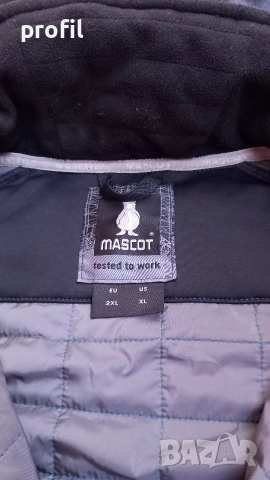 profil
MASCOT
®
tested to work
EU US
2XL XL
BAZAR